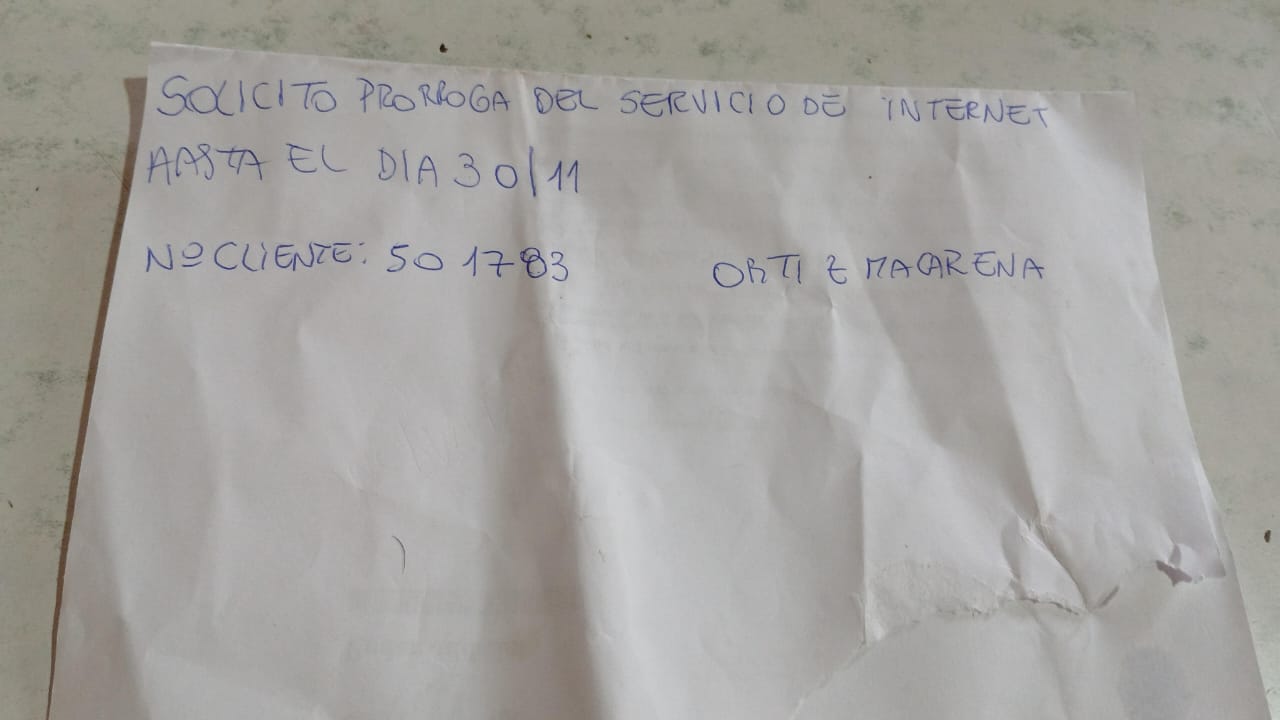 SOLICITO PRORROGA DEL SERVICIO DE INTERNET
HASTA EL DIA 30/11
Nº CLIENTE: 501783 ORTIZ MACARENA